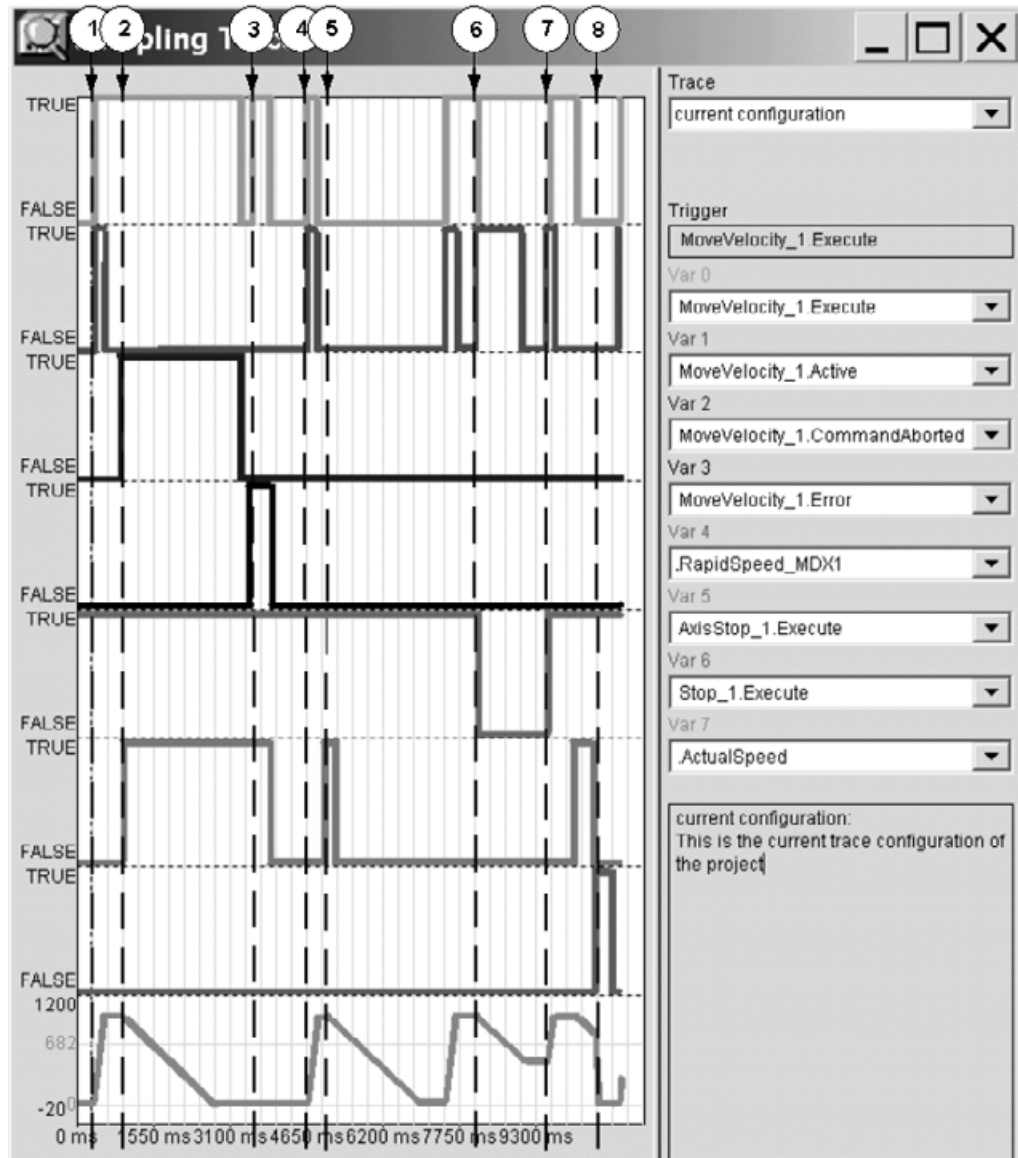 1 2 3 4 5 6 7 8
pling T
TRUE
FALSE
TRUE
FALSE
TRUE
FALSE
TRUE
FALSE
TRUE
FALSE
TRUE
FALSE
TRUE
FALSE
1200
682
-200
0 ms 1550 ms 3100 ms 4650 ms 6200 ms 7750 ms 9300 ms
Trace
current configuration
Trigger
MoveVelocity_1.Execute
Var 0
MoveVelocity_1.Execute
Var 1
MoveVelocity_1.Active
Var 2
MoveVelocity_1.CommandAborted
Var 3
MoveVelocity_1.Error
Var 4
.RapidSpeed_MDX1
Var 5
AxisStop_1.Execute
Var 6
Stop_1.Execute
Var 7
.ActualSpeed
current configuration:
This is the current trace configuration of
the project